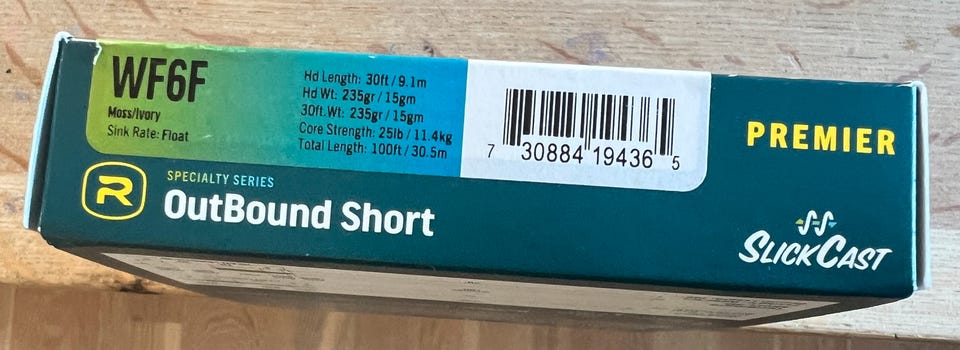 WF6F
Moss/Ivory
Sink Rate: Float
Hd Length: 30ft / 9.1m
Hd Wt: 235gr / 15gm
30ft.Wt: 235gr / 15gm
Core Strength: 25lb / 11.4kg
Total Length: 100ft / 30.5m
7 30884 19436 5
PREMIER
R
SPECIALTY SERIES
OutBound Short
SLICKCAST